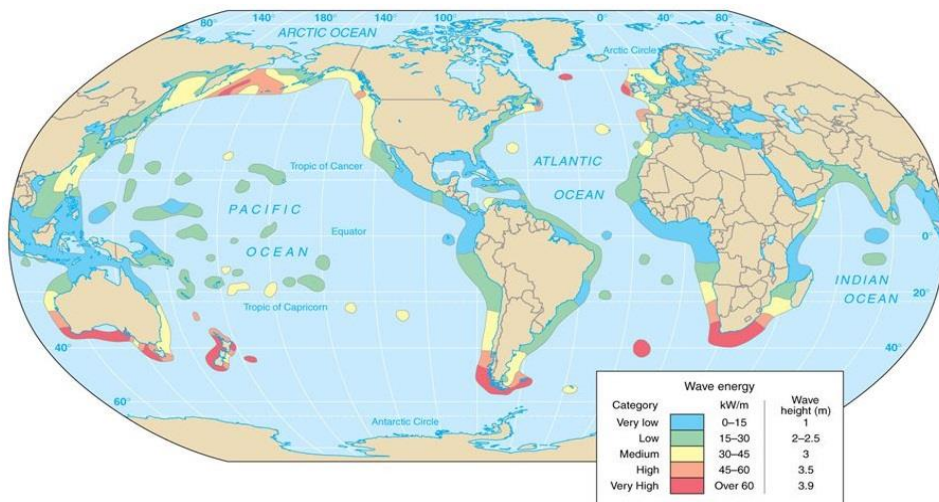 80°
140°
180°
140°
100°
ARCTIC OCEAN
0°
40°
80°
Arctic Circle
Tropic of Cancer
ATLANTIC
OCEAN
PACIFIC
OCEAN
Equator
0°
INDIAN
OCEAN
20°
Tropic of Capricorn
40°
40°
60°
Antarctic Circle
Wave energy
Category kW/m Wave height (m)
Very low 0–15 1
Low 15–30 2–2.5
Medium 30–45 3
High 45–60 3.5
Very High Over 60 3.9